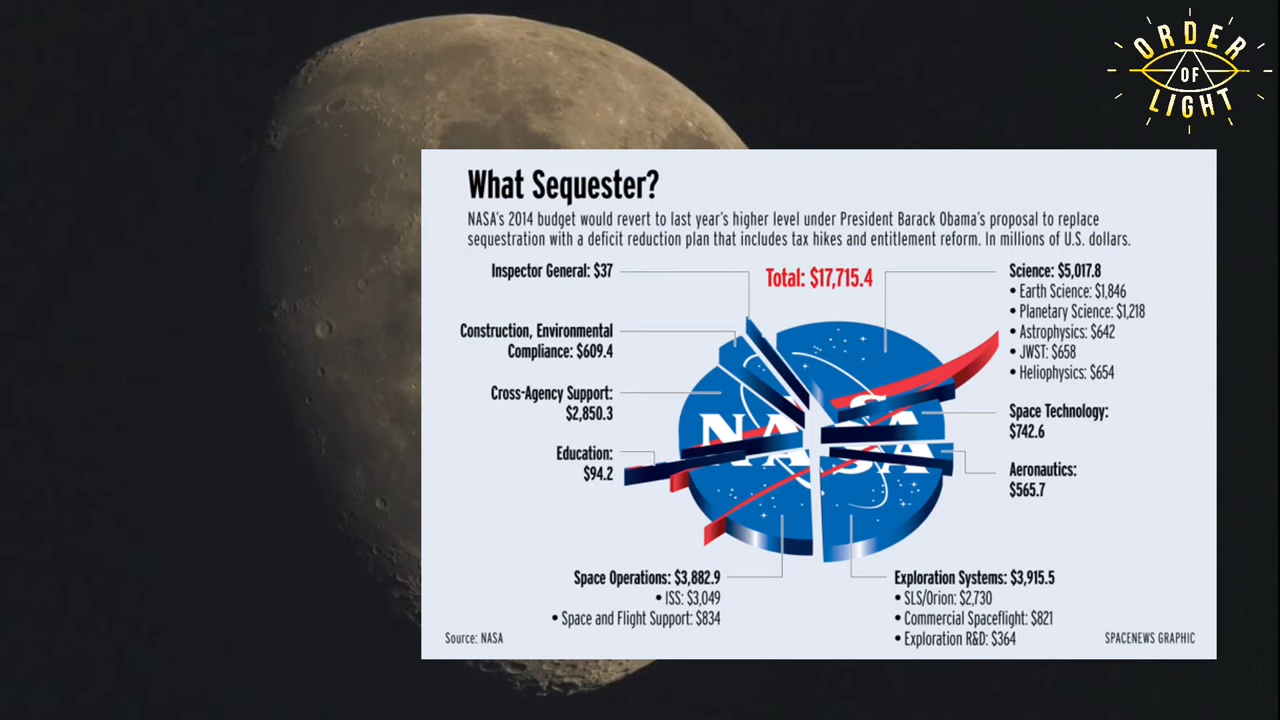 ORDER
OF
LIGHT
What Sequester?
NASA's 2014 budget would revert to last year's higher level under President Barack Obama's proposal to replace
sequestration with a deficit reduction plan that includes tax hikes and entitlement reform. In millions of U.S. dollars.
Total: $17,715.4
Inspector General: $37
Construction, Environmental
Compliance: $609.4
Cross-Agency Support:
$2,850.3
Education:
$94.2
NASA
Science: $5,017.8
• Earth Science: $1,846
• Planetary Science: $1,218
• Astrophysics: $642
• JWST: $658
• Heliophysics: $654
Space Technology:
$742.6
Aeronautics:
$565.7
Space Operations: $3,882.9
• ISS: $3,049
• Space and Flight Support: $834
Exploration Systems: $3,915.5
• SLS/Orion: $2,730
• Commercial Spaceflight: $821
• Exploration R&D: $364
Source: NASA
SPACENEWS GRAPHIC